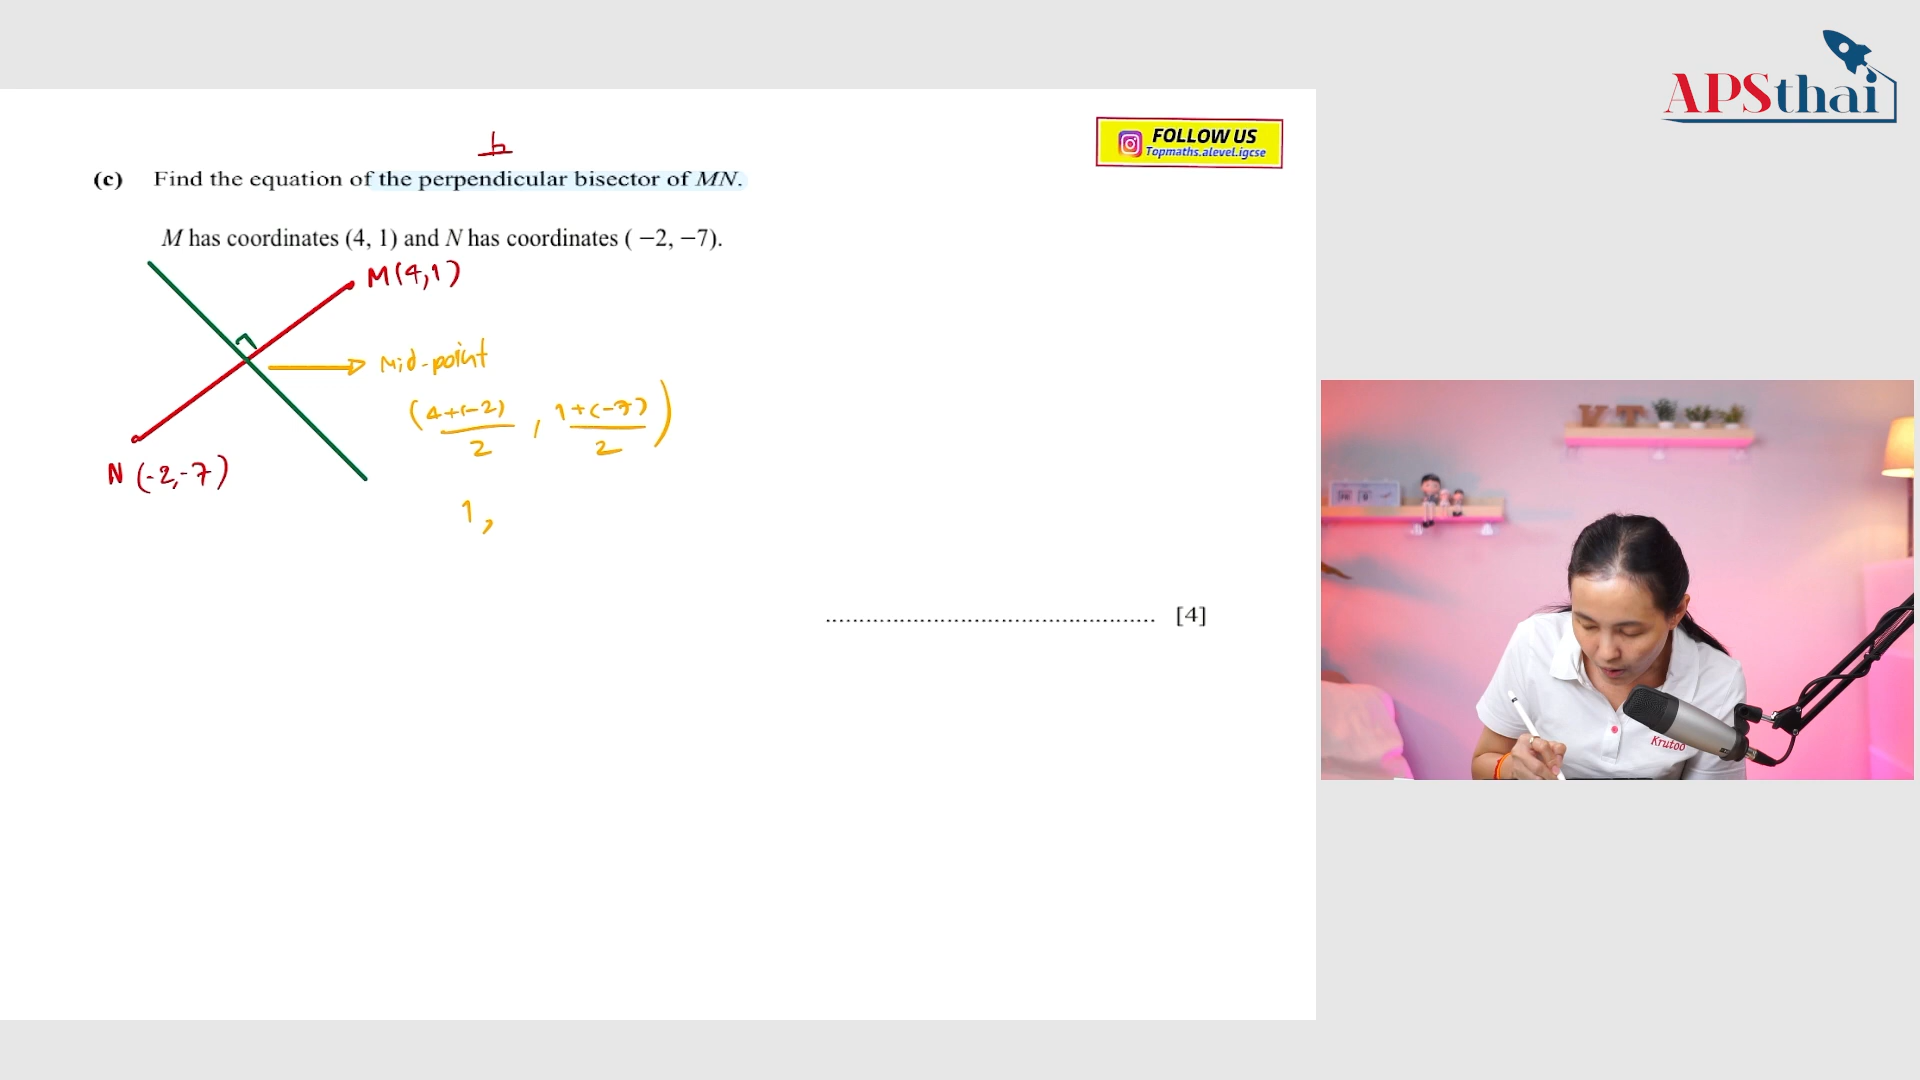 APSthai
FOLLOW US
Topmaths.alevel.igcse
b
(c) Find the equation of the perpendicular bisector of MN.
M has coordinates (4, 1) and N has coordinates ( −2, −7).
M(4,1)
Mid-point
(4+(-2)/2 , 1+(-7)/2)
N (-2,-7)
1,
.................................................. [4]
VT
Krutoo